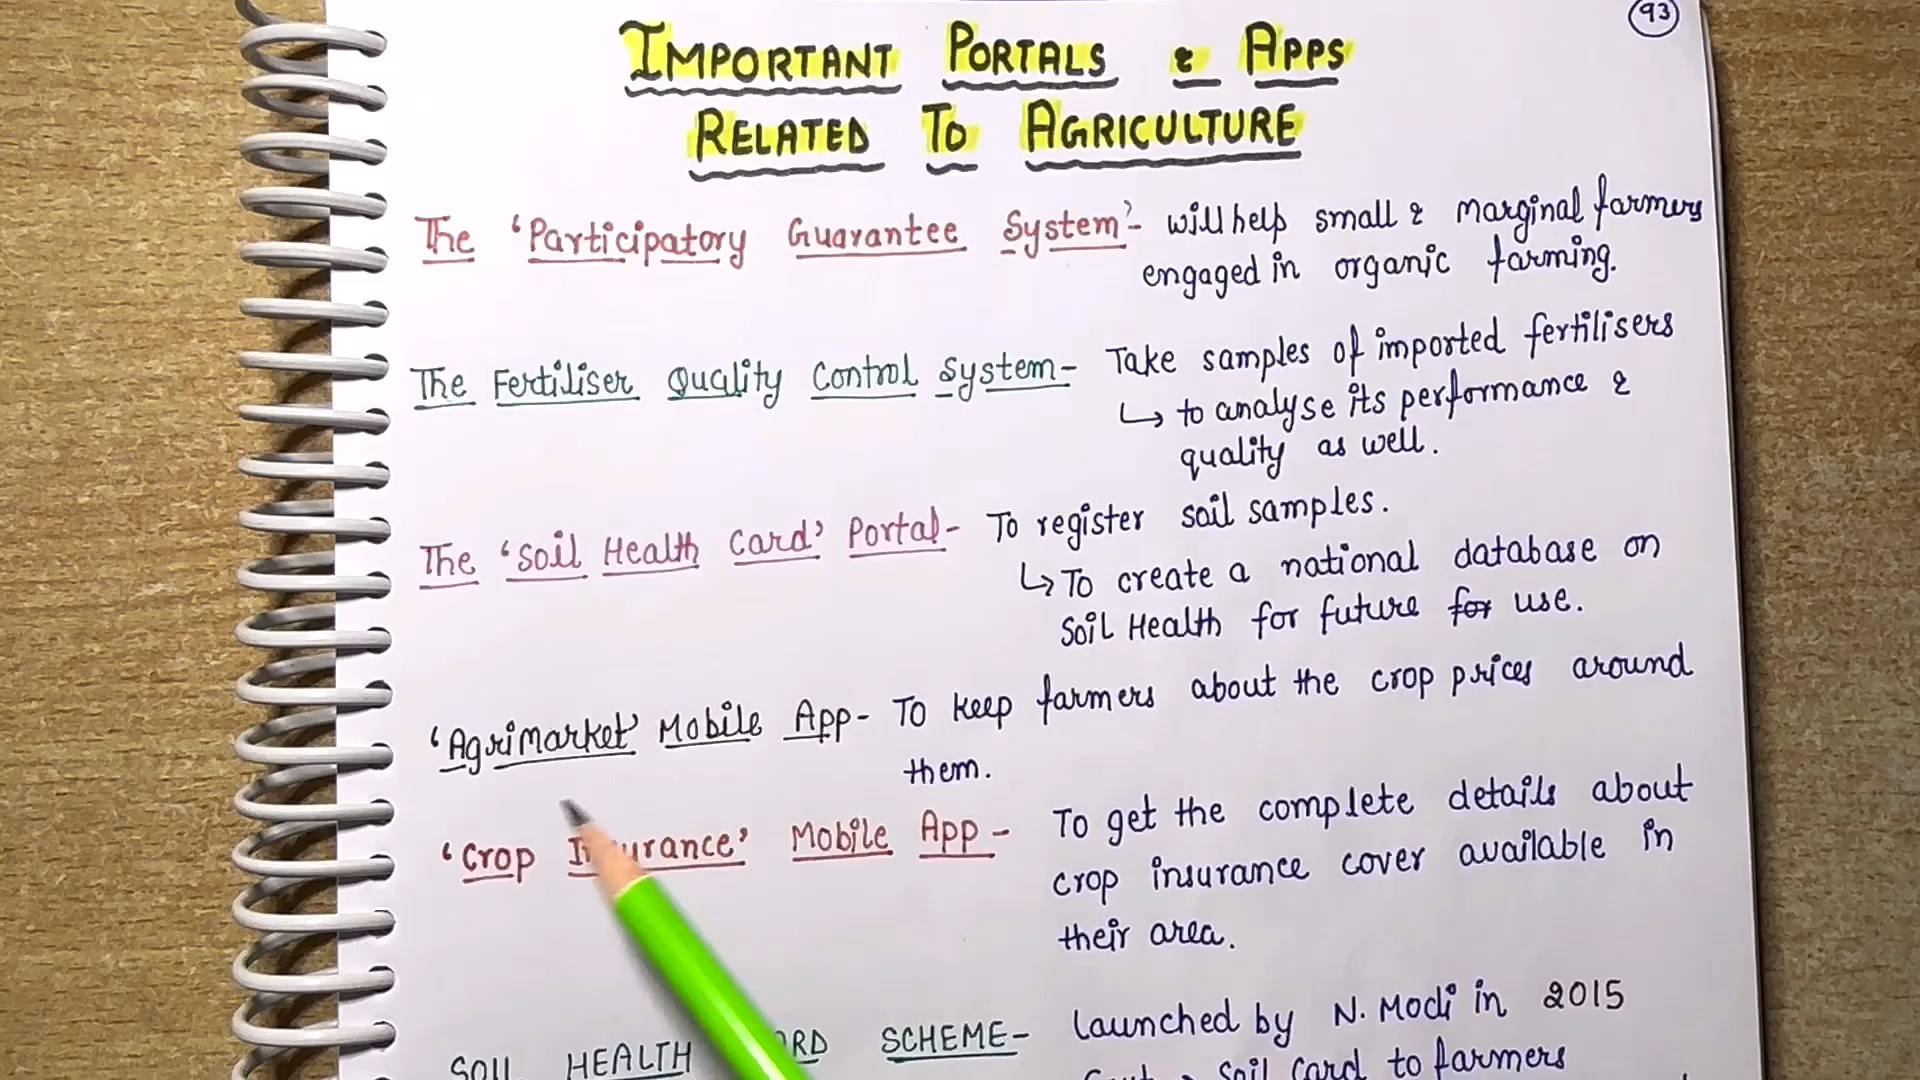 93
IMPORTANT PORTALS & APPS
RELATED TO AGRICULTURE
The 'Participatory Guarantee System'- will help small & marginal farmers
engaged in organic farming.
The Fertiliser Quality Control System- Take samples of imported fertilisers
↳ to analyse its performance &
quality as well.
The 'Soil Health Card' Portal- To register soil samples.
↳ To create a national database on
Soil Health for future for use.
'AgriMarket' Mobile App- To keep farmers about the crop prices around
them.
'Crop Insurance' Mobile App- To get the complete details about
crop insurance cover available in
their area.
SOIL HEALTH SCHEME- launched by N. Modi in 2015
soil card to farmers